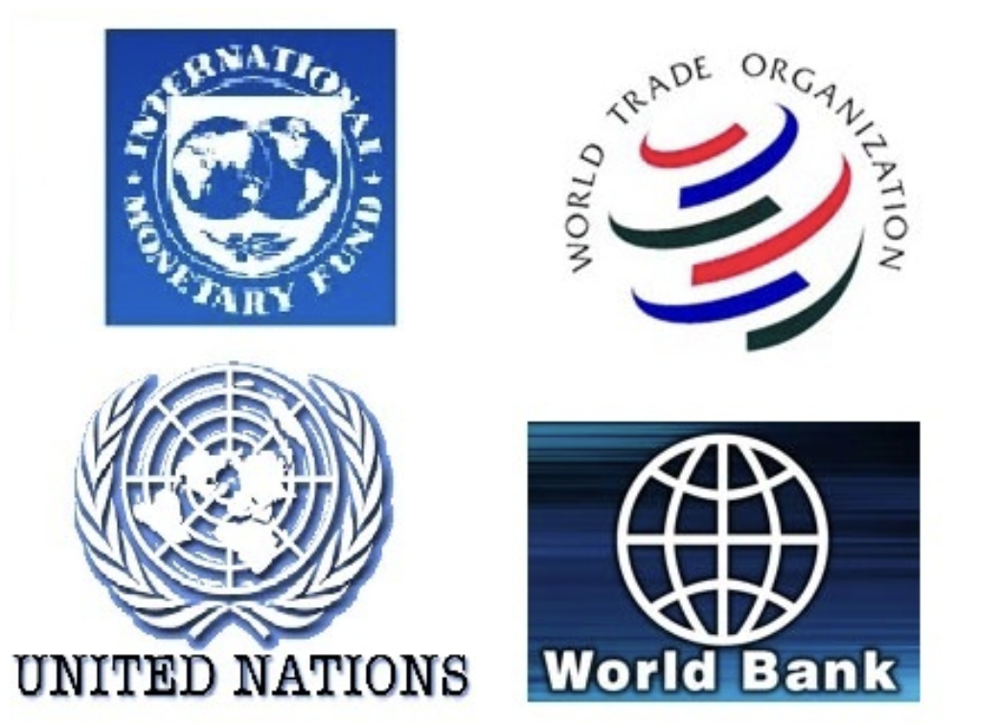 INTERNATIONAL
MONETARY FUND
WORLD TRADE ORGANIZATION
UNITED NATIONS
World Bank